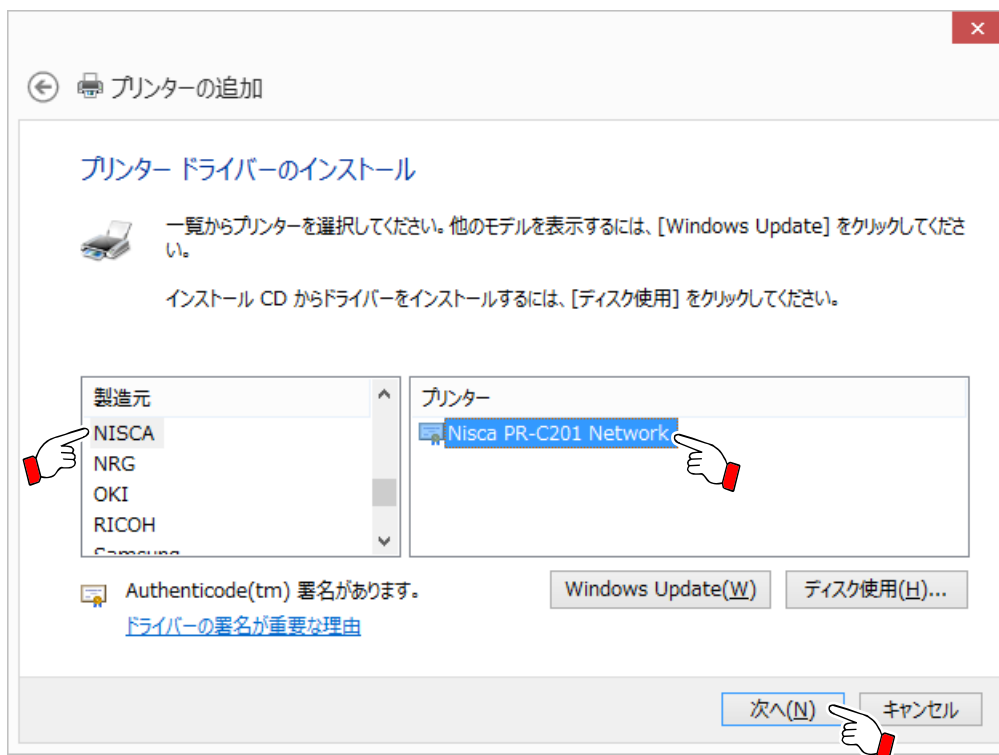 プリンターの追加
プリンター ドライバーのインストール
一覧からプリンターを選択してください。他のモデルを表示するには、[Windows Update] をクリックしてくださ
い。
インストール CD からドライバーをインストールするには、[ディスク使用] をクリックしてください。
製造元
NISCA
NRG
OKI
RICOH
Samsung
プリンター
Nisca PR-C201 Network
Authenticode(tm) 署名があります。
ドライバーの署名が重要な理由
Windows Update(W)
ディスク使用(H)...
次へ(N)
キャンセル